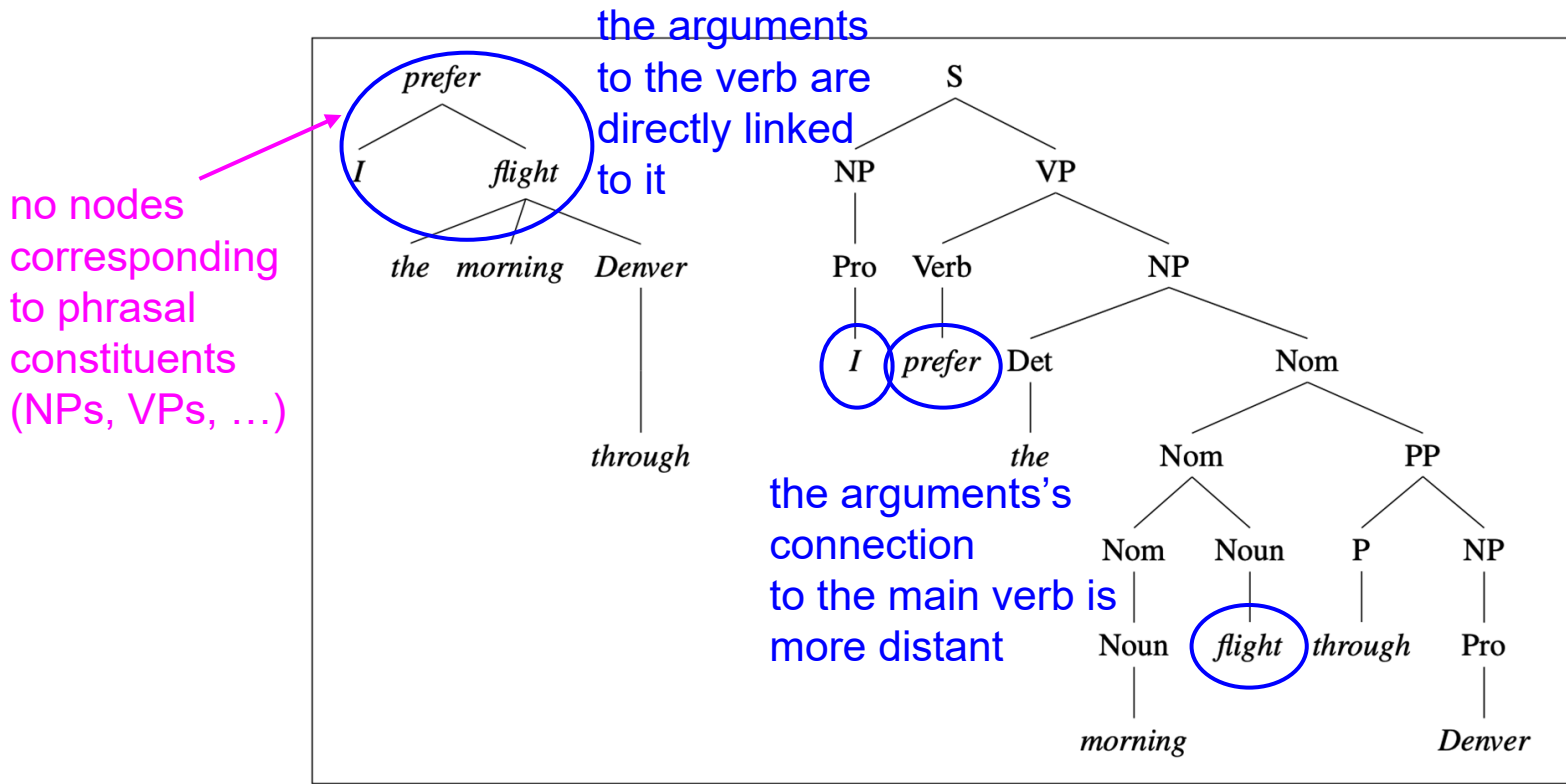 the arguments
to the verb are
directly linked
to it
no nodes
corresponding
to phrasal
constituents
(NPs, VPs, …)
prefer
I flight
the morning Denver
through
S
NP VP
Pro Verb NP
I prefer Det Nom
the Nom PP
Nom Noun P NP
Noun flight through Pro
morning Denver
the arguments's
connection
to the main verb is
more distant